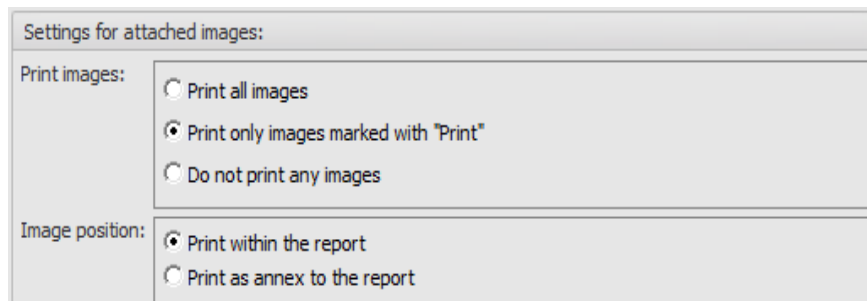 Settings for attached images:
Print images:
Print all images
Print only images marked with "Print"
Do not print any images
Image position:
Print within the report
Print as annex to the report